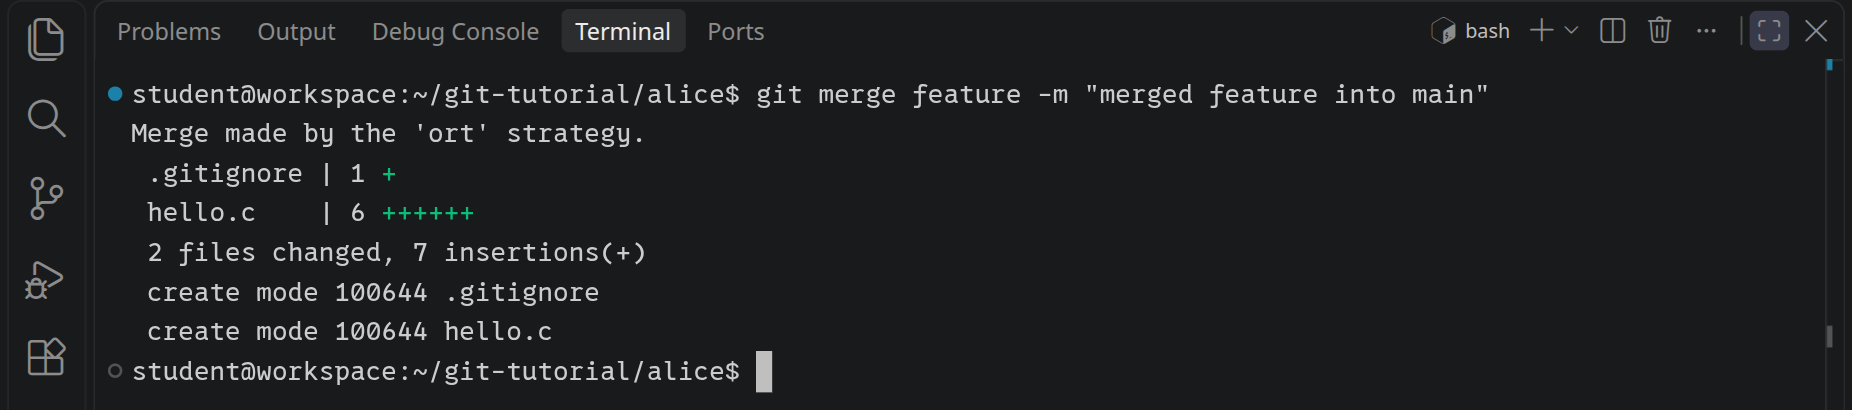 Problems Output Debug Console Terminal Ports bash
student@workspace:~/git-tutorial/alice$ git merge feature -m "merged feature into main"
Merge made by the 'ort' strategy.
 .gitignore | 1 +
 hello.c    | 6 ++++++
 2 files changed, 7 insertions(+)
 create mode 100644 .gitignore
 create mode 100644 hello.c
student@workspace:~/git-tutorial/alice$